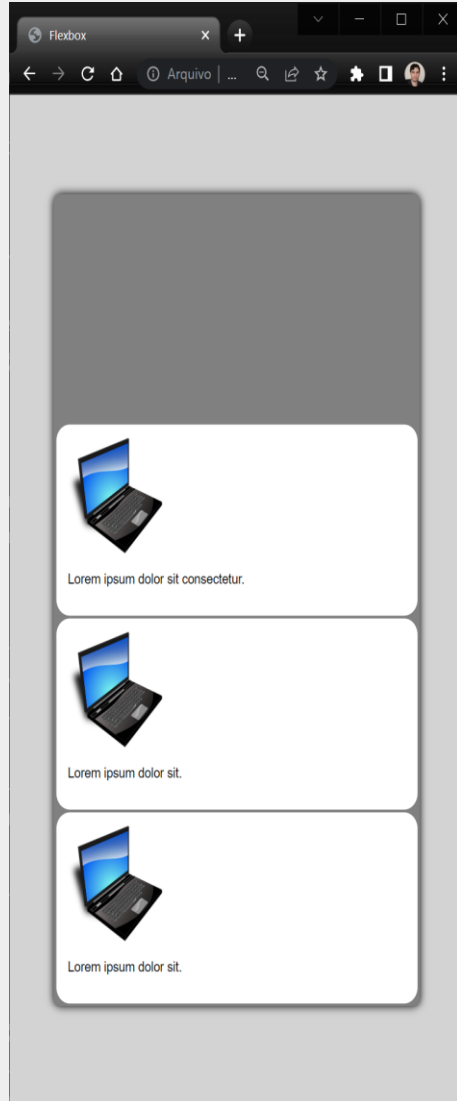 Flexbox
Arquivo | ...
Lorem ipsum dolor sit consectetur.
Lorem ipsum dolor sit.
Lorem ipsum dolor sit.